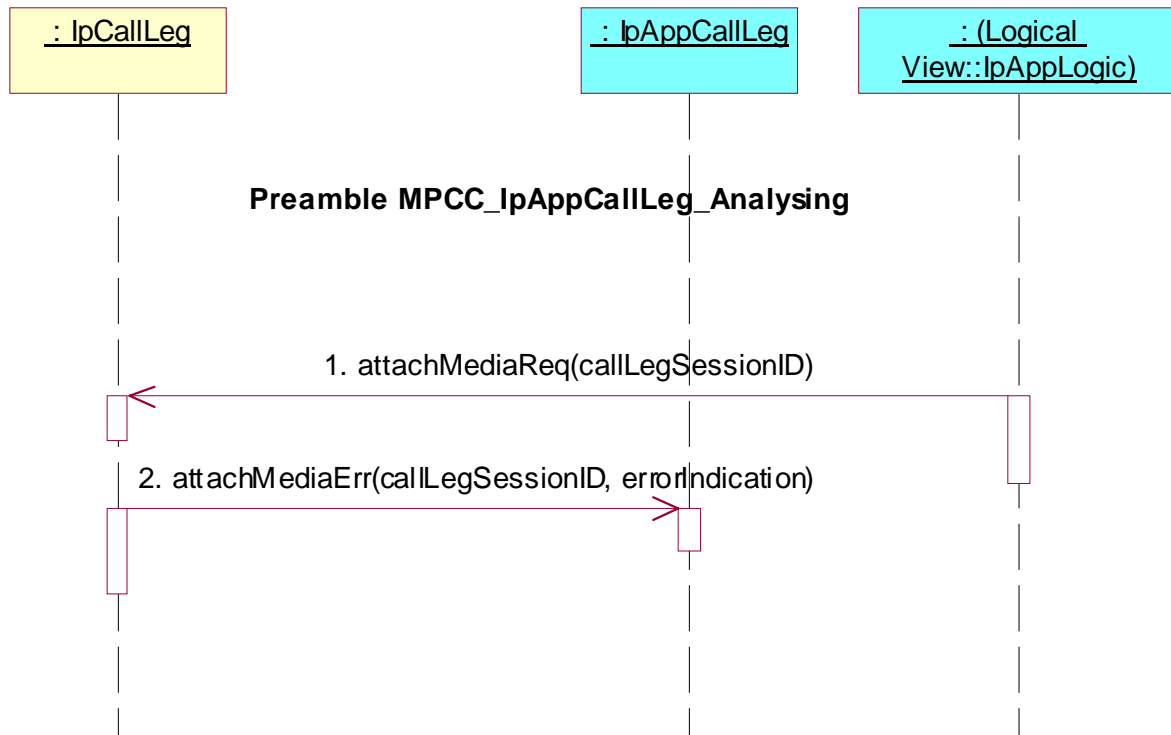 : IpCallLeg
: IpAppCallLeg
: (Logical
View::IpAppLogic)
Preamble MPCC_IpAppCallLeg_Analysing
1. attachMediaReq(callLegSessionID)
2. attachMediaErr(callLegSessionID, errorIndication)